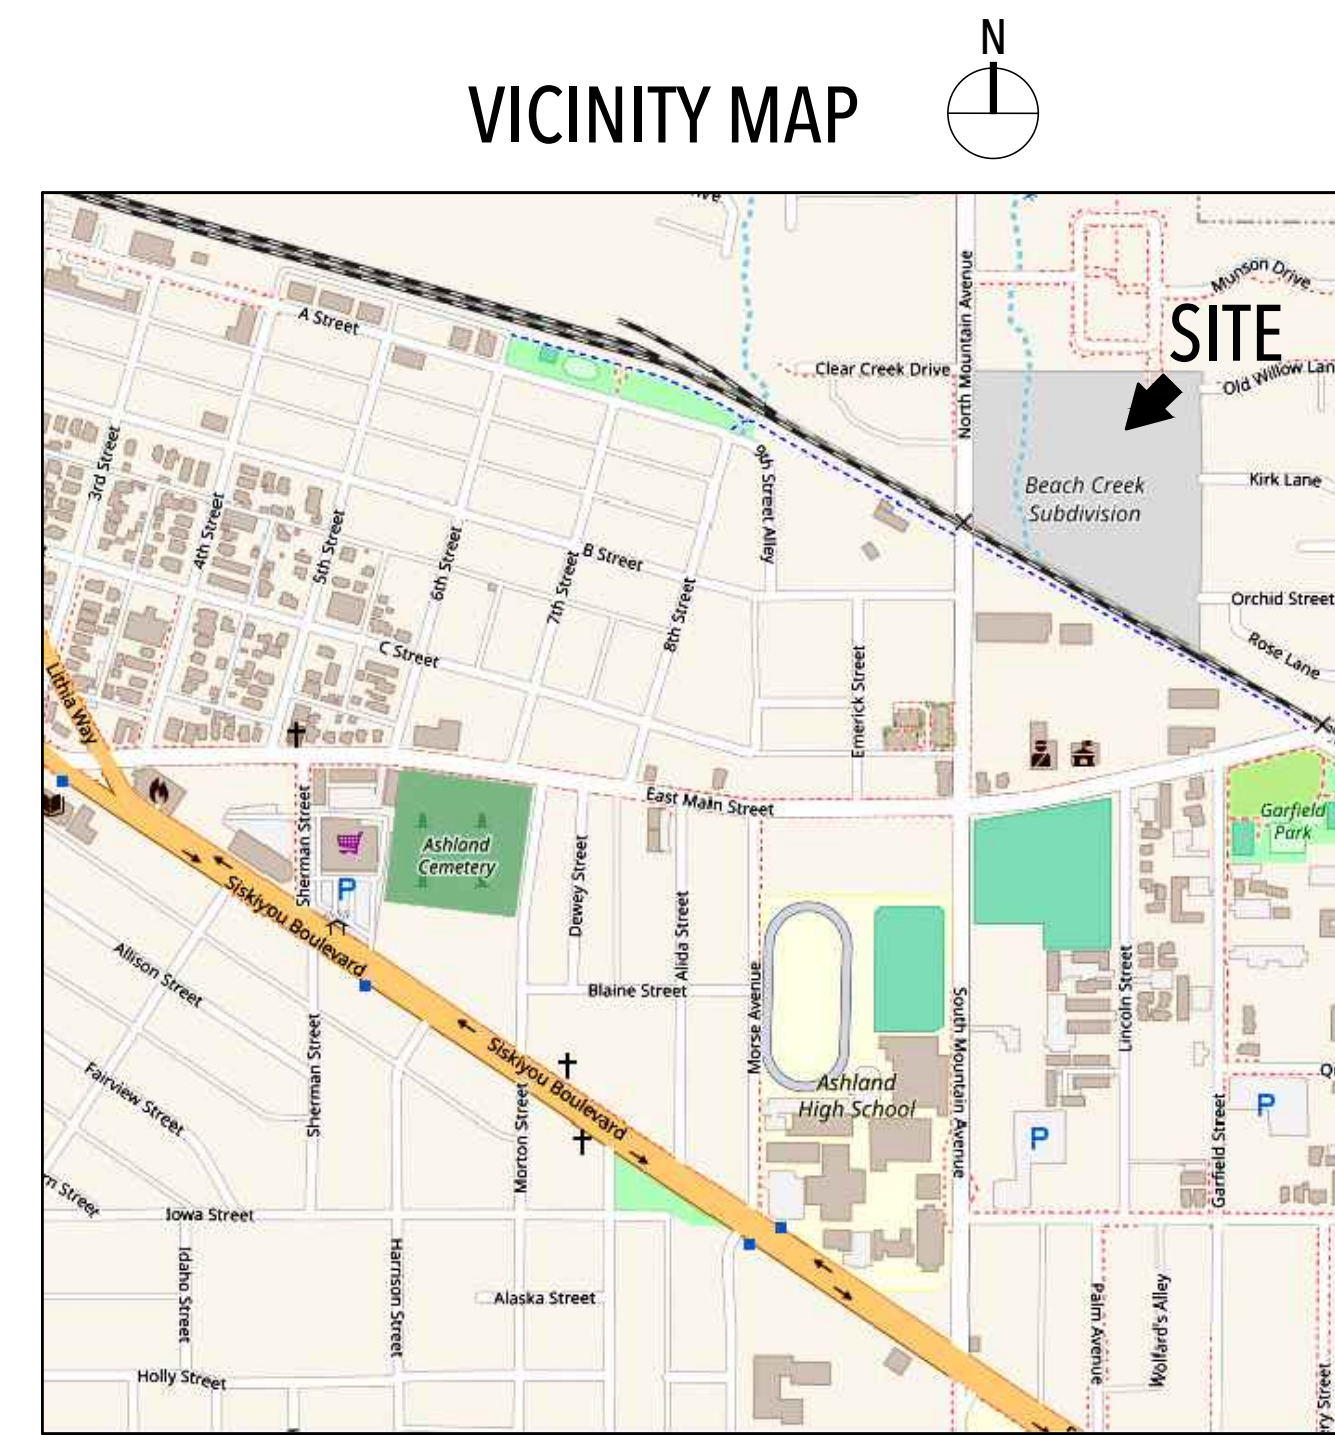 N
VICINITY MAP
Munson Drive
SITE
North Mountain Avenue
A Street
Clear Creek Drive
Old Willow Lan
3rd Street
9th Street Alley
Beach Creek
Subdivision
Kirk Lane
4th Street
5th Street
6th Street
B Street
7th Street
8th Street
Orchid Street
C Street
Rose Lane
Lithia Way
Emerick Street
East Main Street
Sherman Street
Garfield
Park
Ashland
Cemetery
P
Dewey Street
Alida Street
Siskiyou Boulevard
Allison Street
Blaine Street
Morse Avenue
Lincoln Street
South Mountain Avenue
Siskiyou Boulevard
Sherman Street
Fairview Street
Morton Street
Ashland
High School
P
P
Garfield Street
Iowa Street
Idaho Street
Harrison Street
Alaska Street
Palm Avenue
Wolfard's Alley
Holly Street